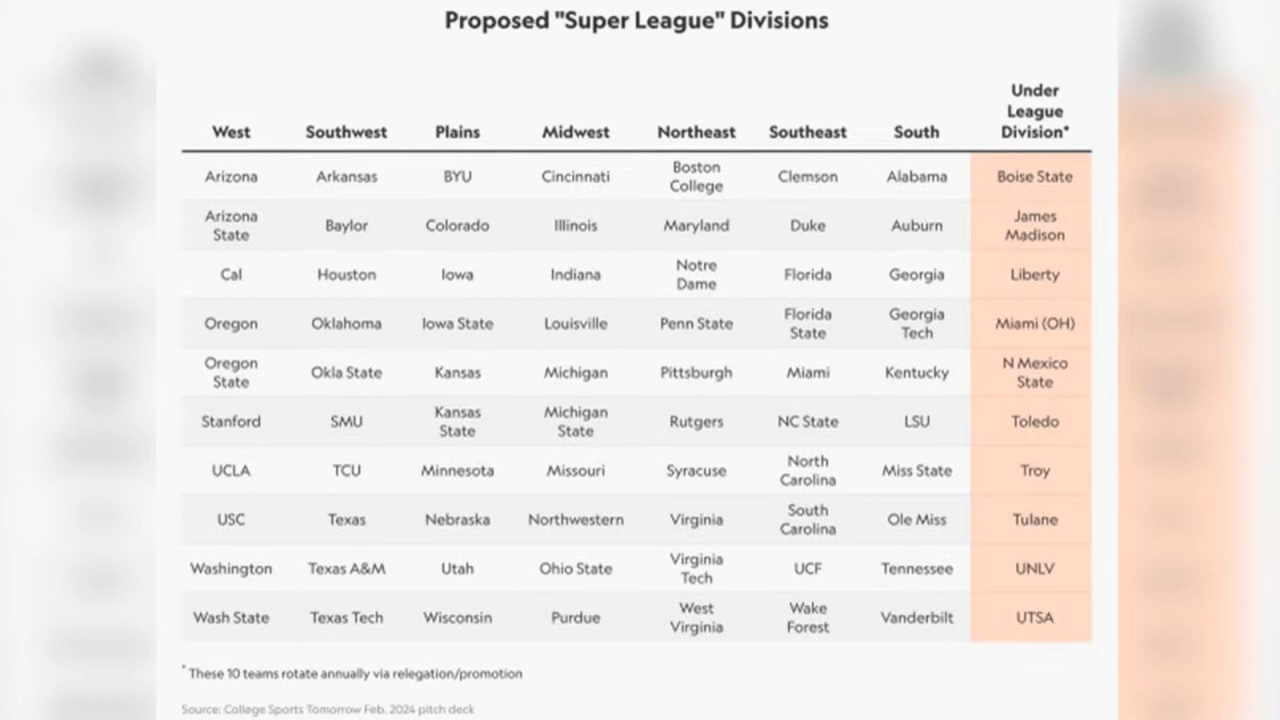 Proposed "Super League" Divisions
Under
League
West Southwest Plains Midwest Northeast Southeast South Division*
Arizona Arkansas BYU Cincinnati Boston College Clemson Alabama Boise State
Arizona State Baylor Colorado Illinois Maryland Duke Auburn James Madison
Cal Houston Iowa Indiana Notre Dame Florida Georgia Liberty
Oregon Oklahoma Iowa State Louisville Penn State Florida State Georgia Tech Miami (OH)
Oregon State Okla State Kansas Michigan Pittsburgh Miami Kentucky N Mexico State
Stanford SMU Kansas State Michigan State Rutgers NC State LSU Toledo
UCLA TCU Minnesota Missouri Syracuse North Carolina Miss State Troy
USC Texas Nebraska Northwestern Virginia South Carolina Ole Miss Tulane
Washington Texas A&M Utah Ohio State Virginia Tech UCF Tennessee UNLV
Wash State Texas Tech Wisconsin Purdue West Virginia Wake Forest Vanderbilt UTSA
* These 10 teams rotate annually via relegation/promotion
Source: College Sports Tomorrow Feb. 2024 pitch deck